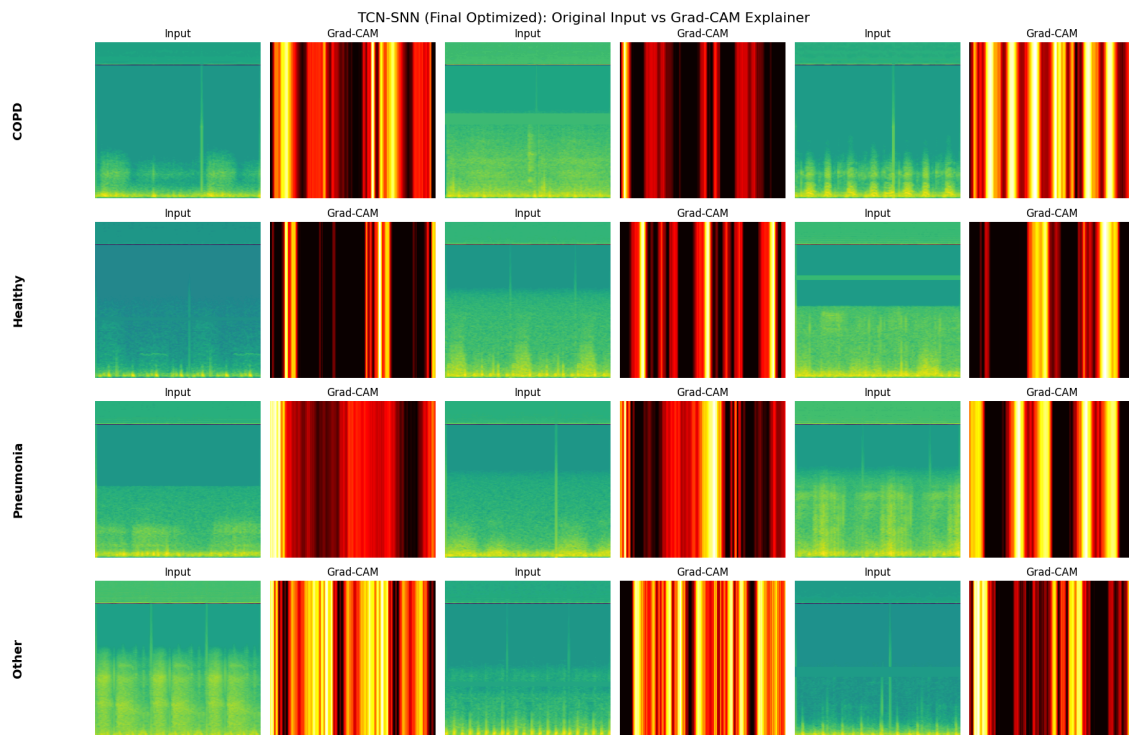 TCN-SNN (Final Optimized): Original Input vs Grad-CAM Explainer
Input Grad-CAM Input Grad-CAM Input Grad-CAM
COPD
Input Grad-CAM Input Grad-CAM Input Grad-CAM
Healthy
Input Grad-CAM Input Grad-CAM Input Grad-CAM
Pneumonia
Input Grad-CAM Input Grad-CAM Input Grad-CAM
Other